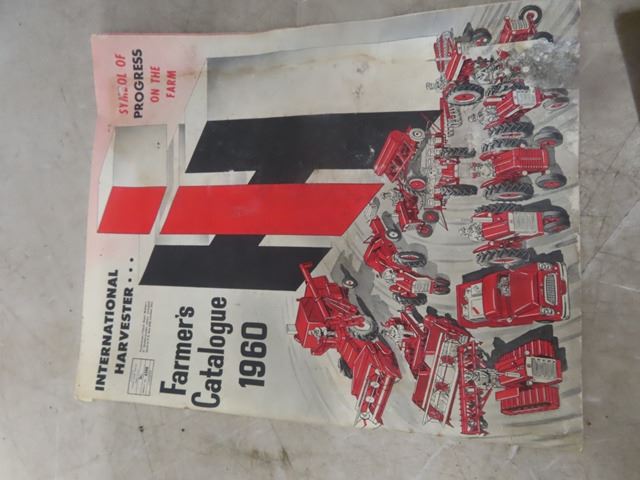 INTERNATIONAL
HARVESTER...
SYMBOL OF
PROGRESS
ON THE
FARM
Farmer's
Catalogue
1960